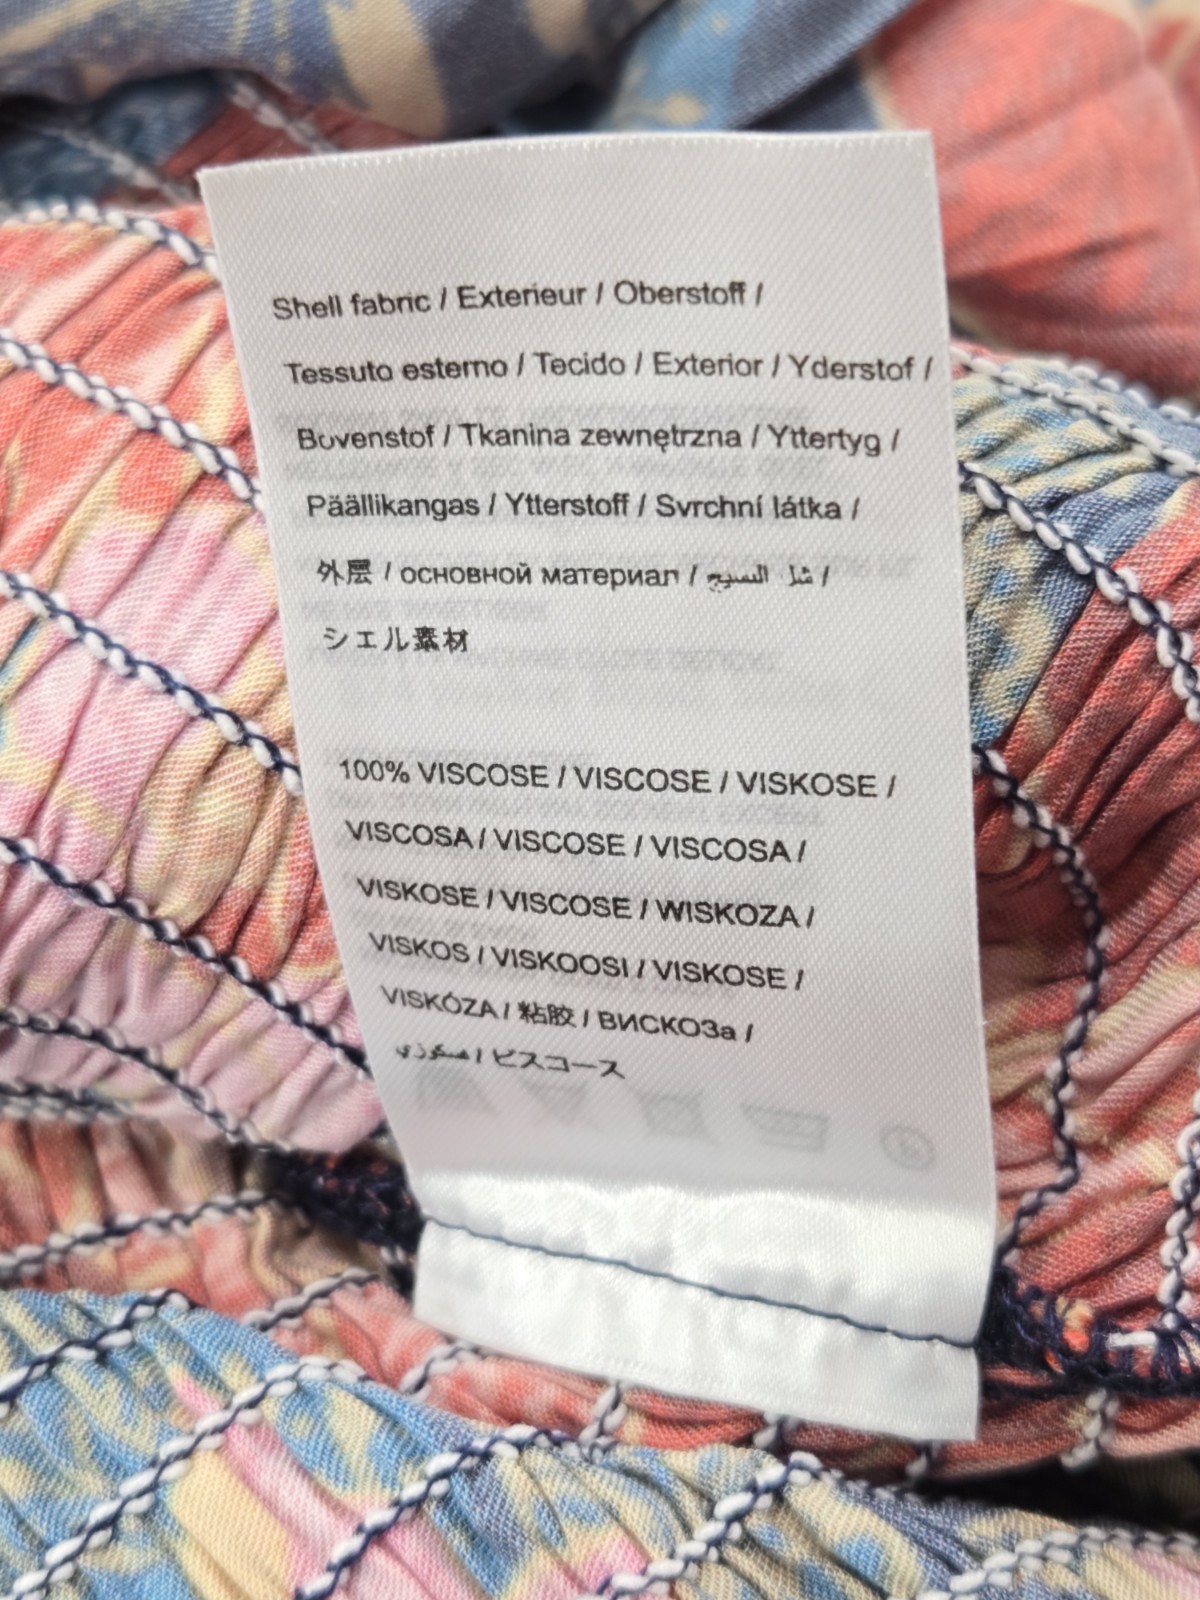 Shell fabric / Exterieur / Oberstoff /
Tessuto esterno / Tecido / Exterior / Yderstof /
Bovenstof / Tkanina zewnętrzna / Yttertyg /
Päällikangas / Ytterstoff / Svrchní látka /
外层 / основной материал / /
シェル素材
100% VISCOSE / VISCOSE / VISKOSE /
VISCOSA / VISCOSE / VISCOSA /
VISKOSE / VISCOSE / WISKOZA /
VISKOS / VISKOOSI / VISKOSE /
VISKÓZA / 粘胶 / ВИСКОЗа /
/ ビスコース